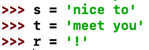 >>> s = 'nice to'
>>> t = 'meet you'
>>> r = '!'